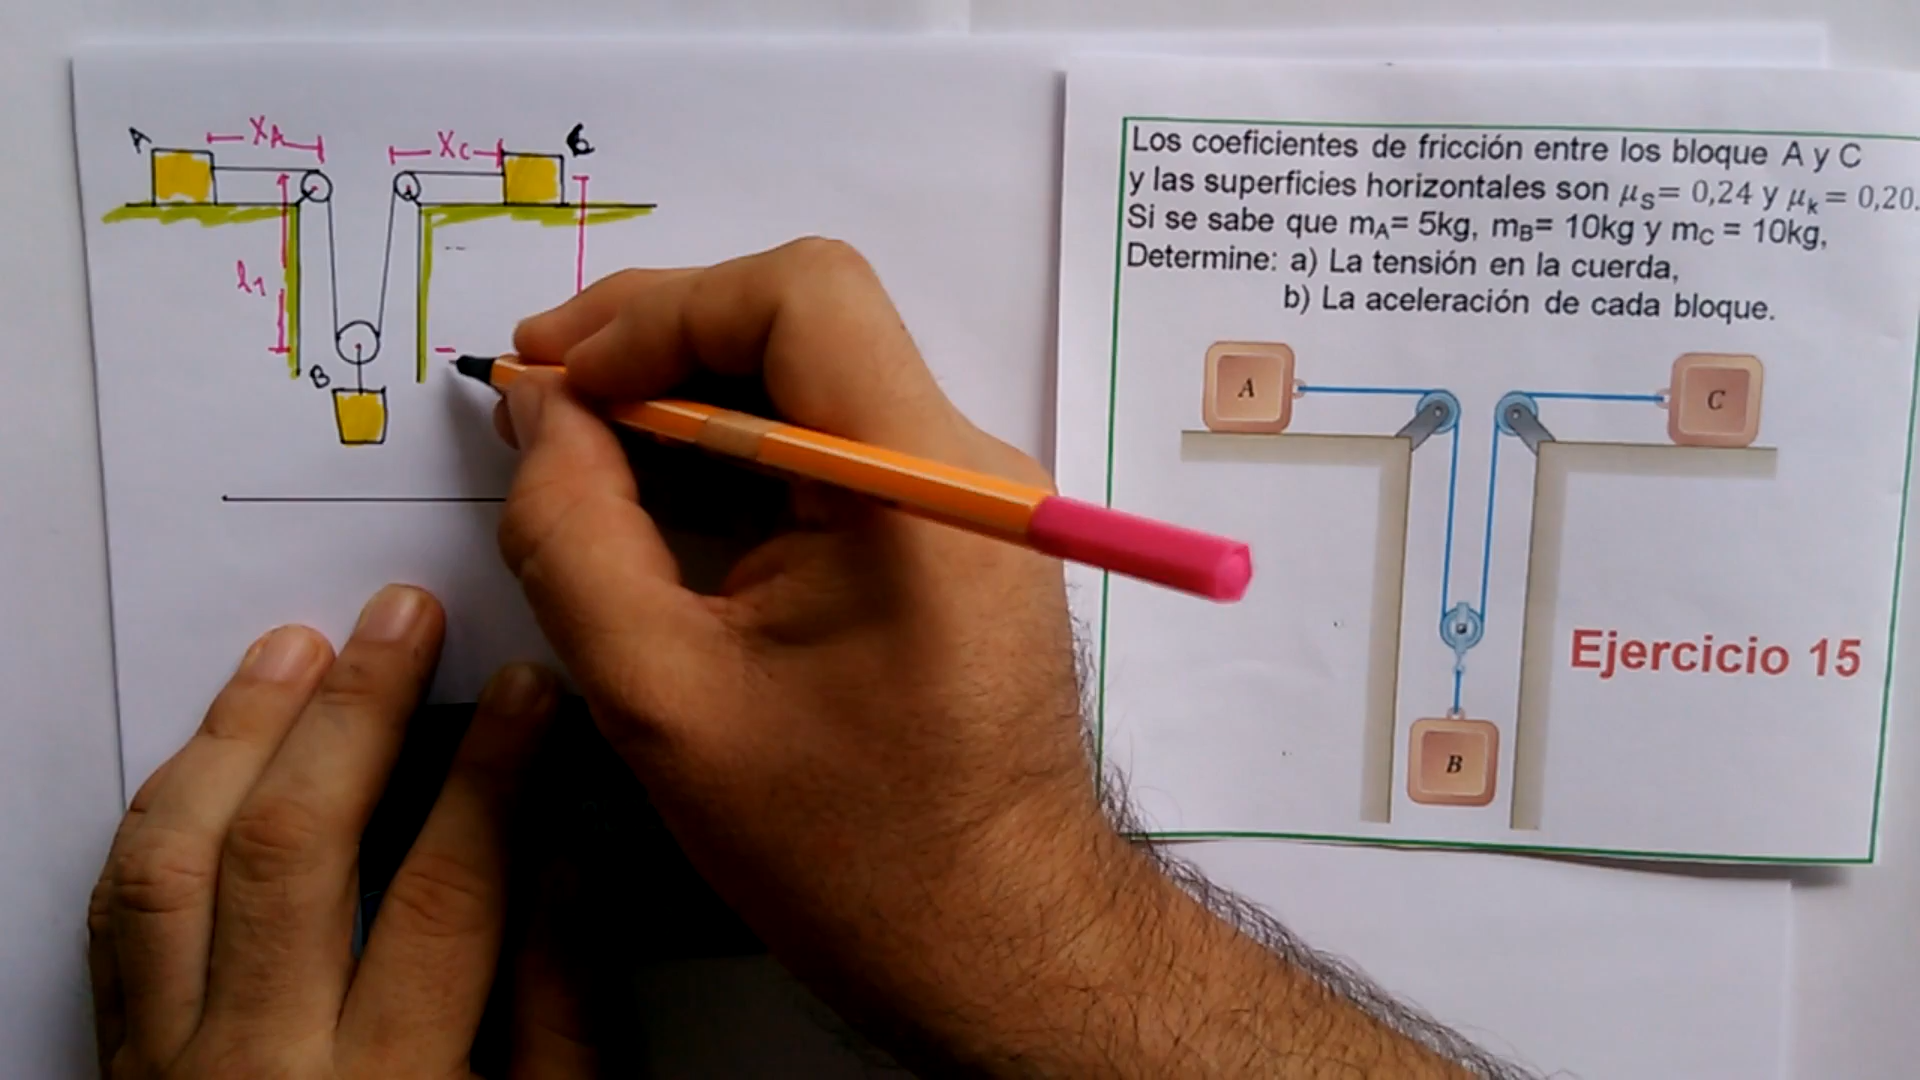 A
XA
Xc
C
l1
B
Los coeficientes de fricción entre los bloque A y C
y las superficies horizontales son μs= 0,24 y μk = 0,20.
Si se sabe que mA= 5kg, mB= 10kg y mC = 10kg,
Determine: a) La tensión en la cuerda,
b) La aceleración de cada bloque.
A
C
Ejercicio 15
B